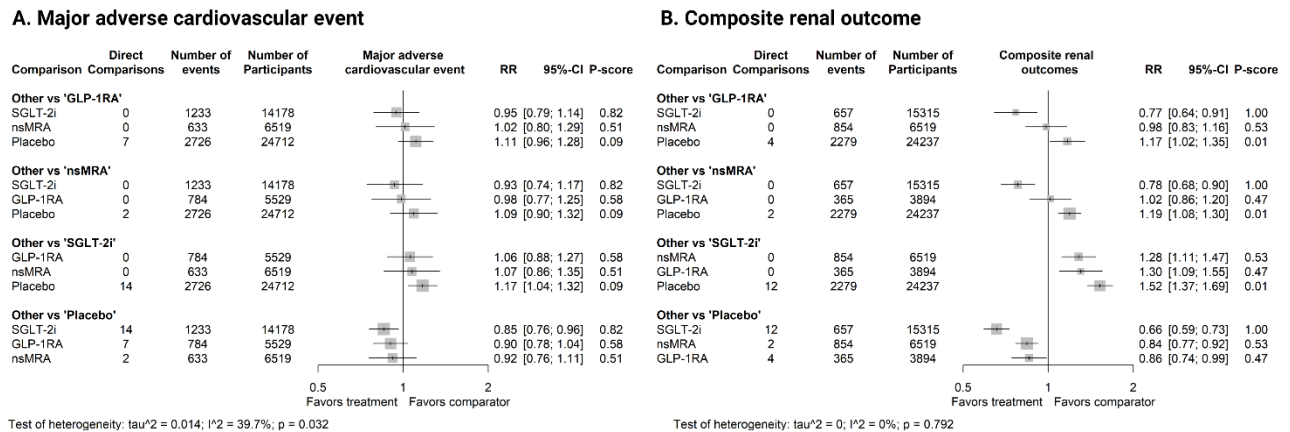 A. Major adverse cardiovascular event
Direct Number of Number of Major adverse
Comparison Comparisons events Participants cardiovascular event RR 95%-CI P-score
Other vs 'GLP-1RA'
SGLT-2i 0 1233 14178 0.95 [0.79; 1.14] 0.82
nsMRA 0 633 6519 1.02 [0.80; 1.29] 0.51
Placebo 7 2726 24712 1.11 [0.96; 1.28] 0.09
Other vs 'nsMRA'
SGLT-2i 0 1233 14178 0.93 [0.74; 1.17] 0.82
GLP-1RA 0 784 5529 0.98 [0.77; 1.25] 0.58
Placebo 2 2726 24712 1.09 [0.90; 1.32] 0.09
Other vs 'SGLT-2i'
GLP-1RA 0 784 5529 1.06 [0.88; 1.27] 0.58
nsMRA 0 633 6519 1.07 [0.86; 1.35] 0.51
Placebo 14 2726 24712 1.17 [1.04; 1.32] 0.09
Other vs 'Placebo'
SGLT-2i 14 1233 14178 0.85 [0.76; 0.96] 0.82
GLP-1RA 7 784 5529 0.90 [0.78; 1.04] 0.58
nsMRA 2 633 6519 0.92 [0.76; 1.11] 0.51
0.5 1 2
Favors treatment Favors comparator
Test of heterogeneity: tau^2 = 0.014; I^2 = 39.7%; p = 0.032
B. Composite renal outcome
Direct Number of Number of Composite renal
Comparison Comparisons events Participants outcomes RR 95%-CI P-score
Other vs 'GLP-1RA'
SGLT-2i 0 657 15315 0.77 [0.64; 0.91] 1.00
nsMRA 0 854 6519 0.98 [0.83; 1.16] 0.53
Placebo 4 2279 24237 1.17 [1.02; 1.35] 0.01
Other vs 'nsMRA'
SGLT-2i 0 657 15315 0.78 [0.68; 0.90] 1.00
GLP-1RA 0 365 3894 1.02 [0.86; 1.20] 0.47
Placebo 2 2279 24237 1.19 [1.08; 1.30] 0.01
Other vs 'SGLT-2i'
nsMRA 0 854 6519 1.28 [1.11; 1.47] 0.53
GLP-1RA 0 365 3894 1.30 [1.09; 1.55] 0.47
Placebo 12 2279 24237 1.52 [1.37; 1.69] 0.01
Other vs 'Placebo'
SGLT-2i 12 657 15315 0.66 [0.59; 0.73] 1.00
nsMRA 2 854 6519 0.84 [0.77; 0.92] 0.53
GLP-1RA 4 365 3894 0.86 [0.74; 0.99] 0.47
0.5 1 2
Favors treatment Favors comparator
Test of heterogeneity: tau^2 = 0; I^2 = 0%; p = 0.792